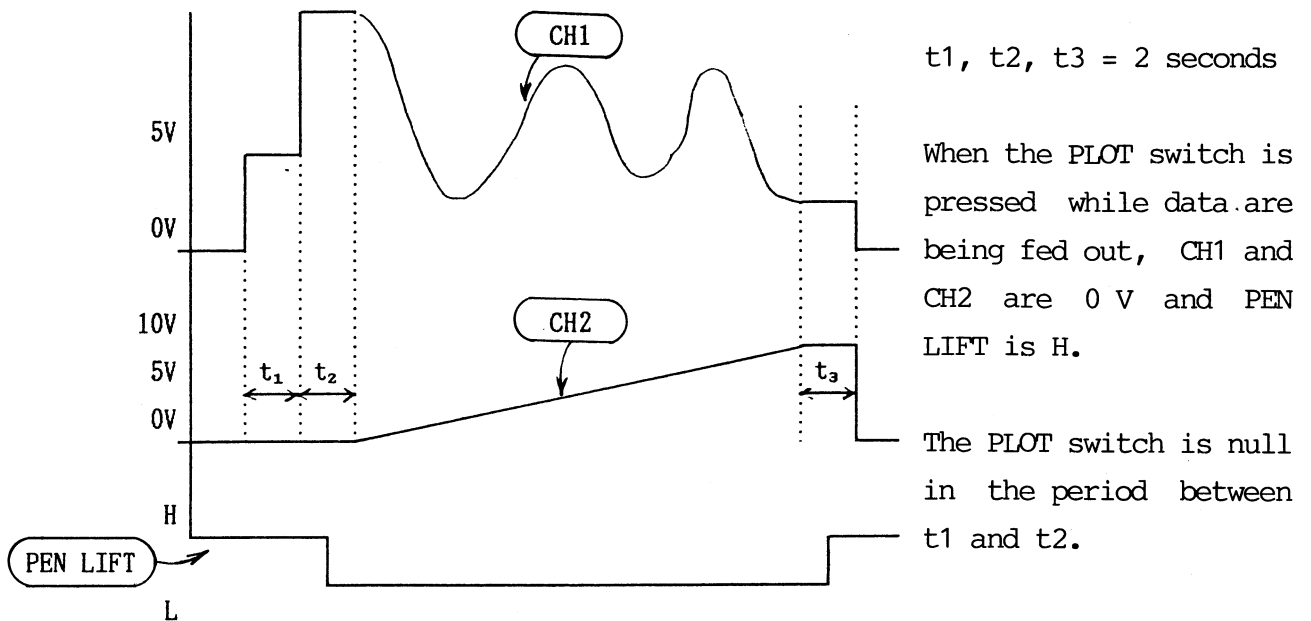 CH1
5V
0V
10V
CH2
5V
t₁
t₂
t₃
0V
H
PEN LIFT
L
t1, t2, t3 = 2 seconds
When the PLOT switch is
pressed while data are
being fed out, CH1 and
CH2 are 0 V and PEN
LIFT is H.
The PLOT switch is null
in the period between
t1 and t2.